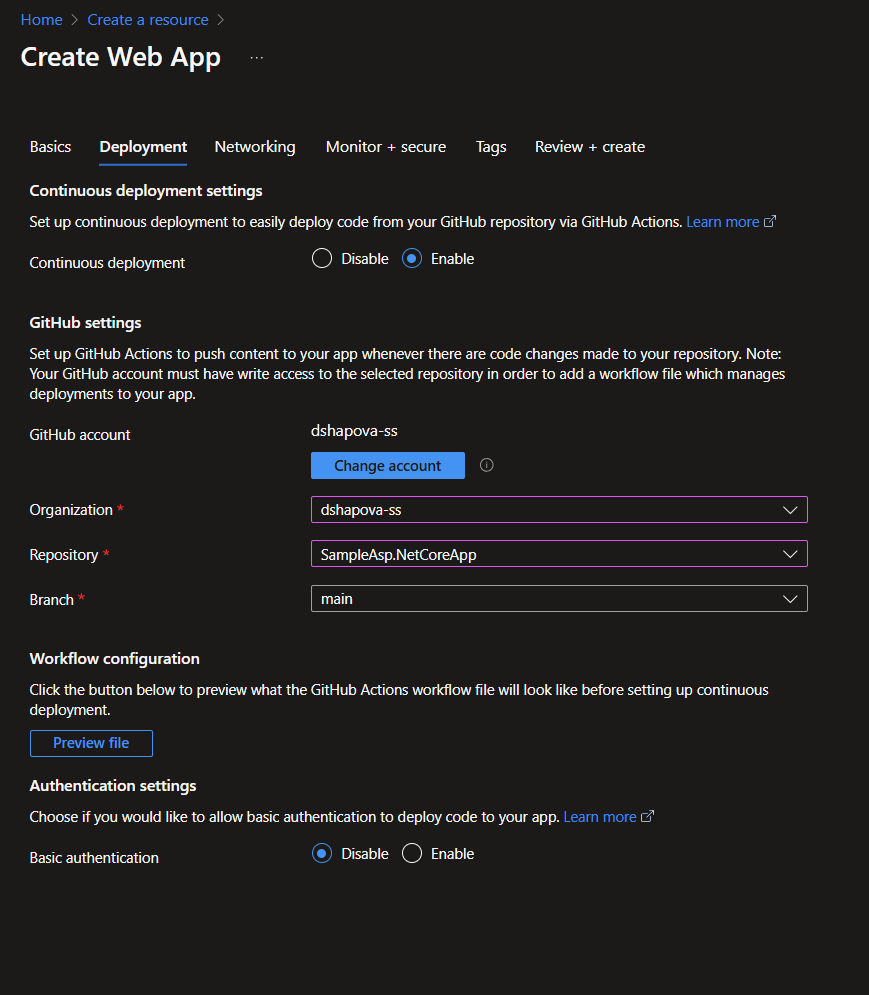 Home > Create a resource >
Create Web App ...
Basics Deployment Networking Monitor + secure Tags Review + create
Continuous deployment settings
Set up continuous deployment to easily deploy code from your GitHub repository via GitHub Actions. Learn more
Continuous deployment Disable Enable
GitHub settings
Set up GitHub Actions to push content to your app whenever there are code changes made to your repository. Note:
Your GitHub account must have write access to the selected repository in order to add a workflow file which manages
deployments to your app.
GitHub account dshapova-ss
Change account
Organization * dshapova-ss
Repository * SampleAsp.NetCoreApp
Branch * main
Workflow configuration
Click the button below to preview what the GitHub Actions workflow file will look like before setting up continuous
deployment.
Preview file
Authentication settings
Choose if you would like to allow basic authentication to deploy code to your app. Learn more
Basic authentication Disable Enable